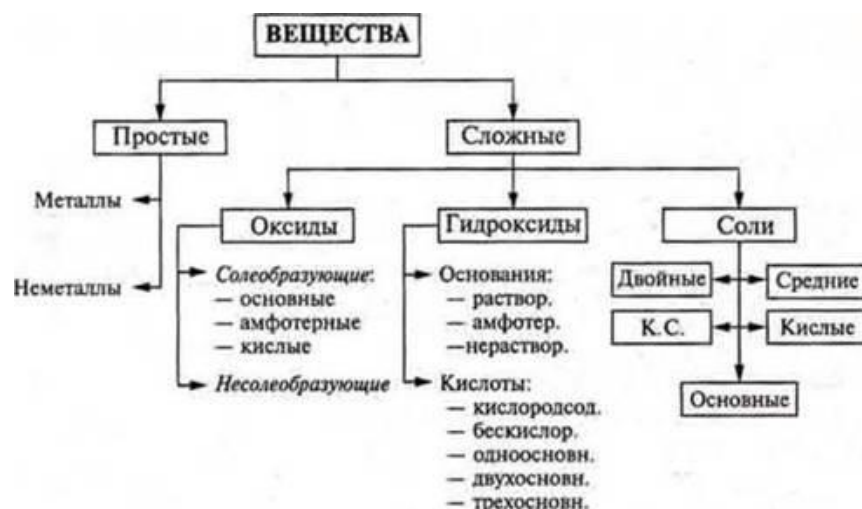 ВЕЩЕСТВА
Простые
Сложные
Металлы
Неметаллы
Оксиды
Солеобразующие:
— основные
— амфотерные
— кислые
Несолеобразующие
Гидроксиды
Основания:
— раствор.
— амфотер.
—нераствор.
Кислоты:
— кислородсод.
— бескислор.
— одноосновн.
— двухосновн.
— трехосновн.
Соли
Двойные
Средние
К.С.
Кислые
Основные